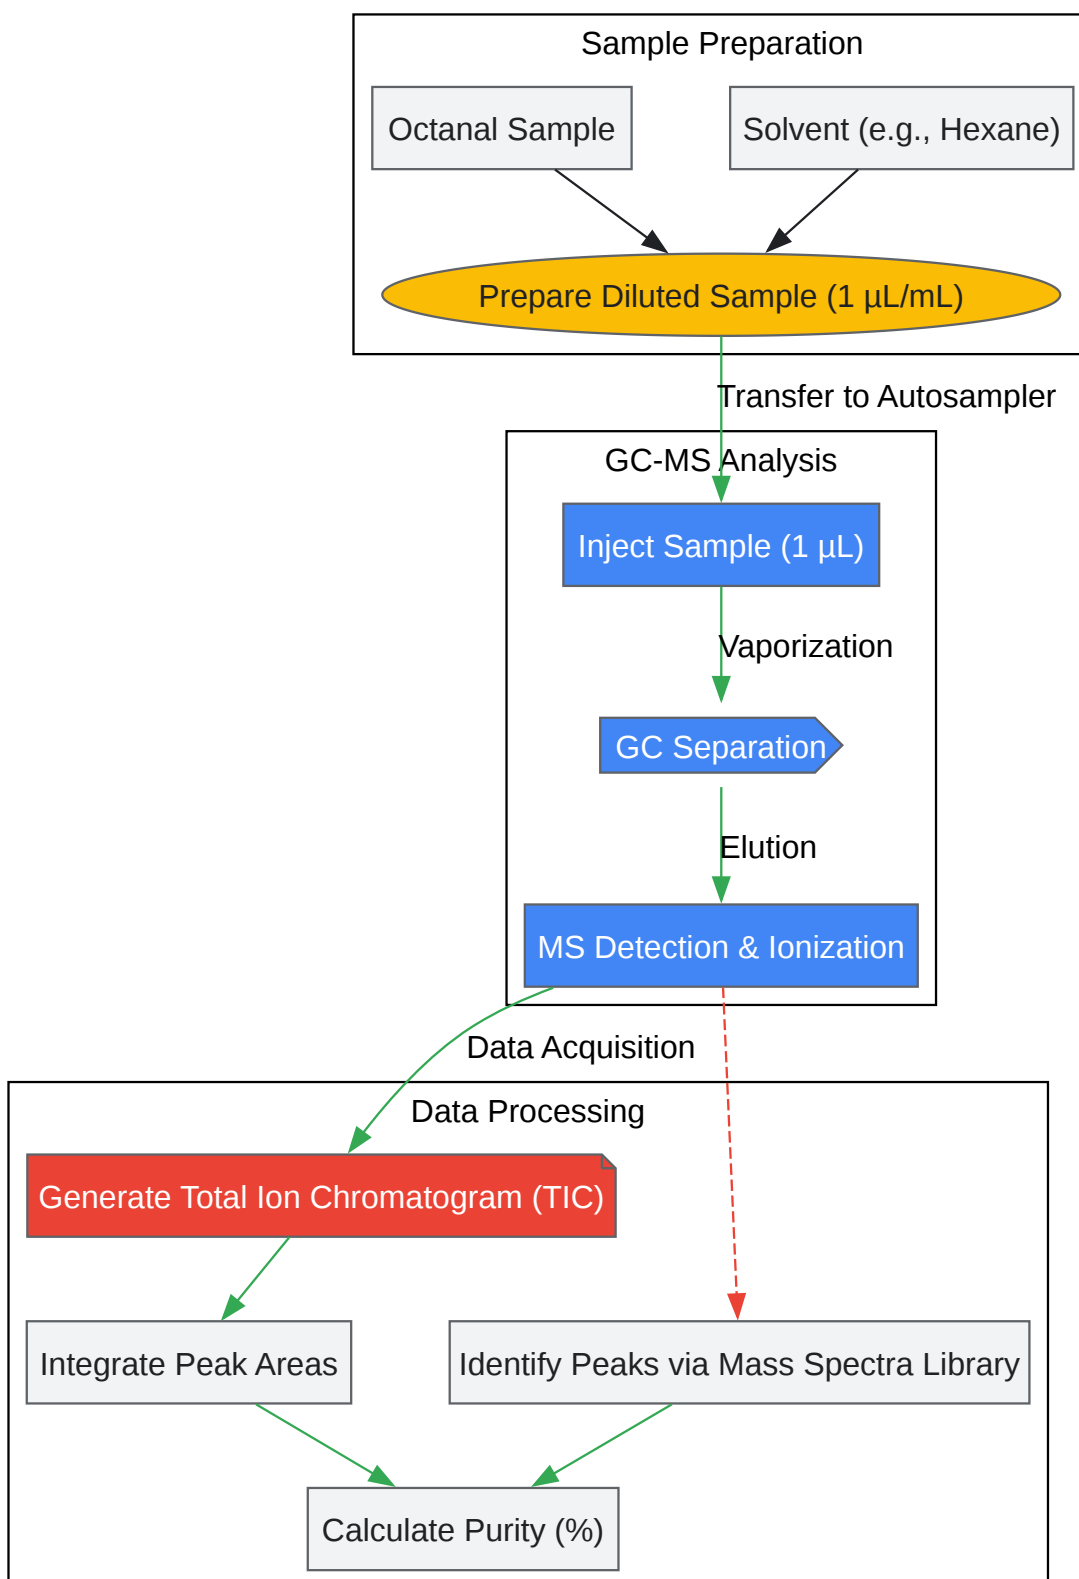 Sample Preparation
Octanal Sample
Solvent (e.g., Hexane)
Prepare Diluted Sample (1 µL/mL)
Transfer to Autosampler
GC-MS Analysis
Inject Sample (1 µL)
Vaporization
GC Separation
Elution
MS Detection & Ionization
Data Acquisition
Data Processing
Generate Total Ion Chromatogram (TIC)
Integrate Peak Areas
Identify Peaks via Mass Spectra Library
Calculate Purity (%)